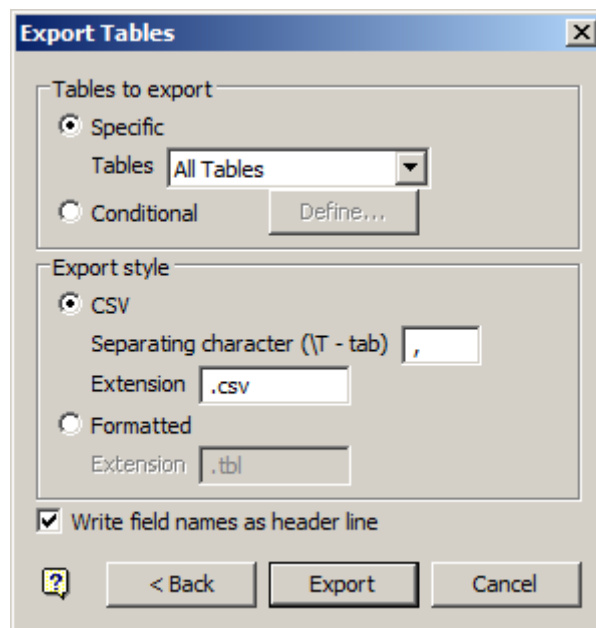 Export Tables
Tables to export
Specific
Tables All Tables
Conditional Define...
Export style
CSV
Separating character (\T - tab) ,
Extension .csv
Formatted
Extension .tbl
Write field names as header line
? < Back Export Cancel